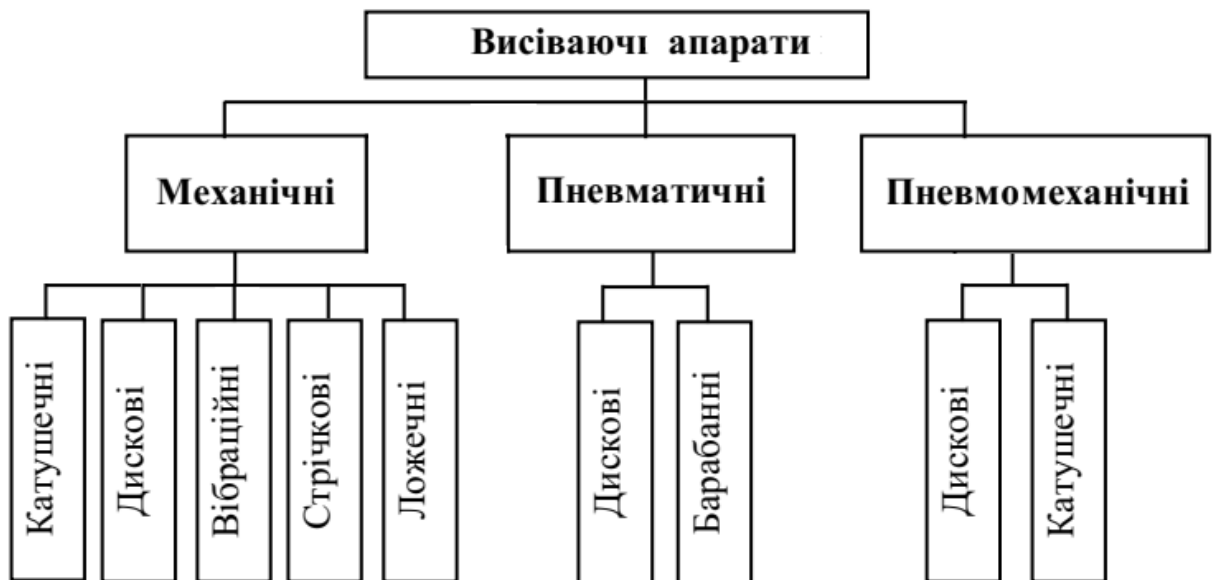 Висіваючі апарати
Механічні
Пневматичні
Пневмомеханічні
Катушечні
Дискові
Вібраційні
Стрічкові
Ложечні
Дискові
Барабанні
Дискові
Катушечні